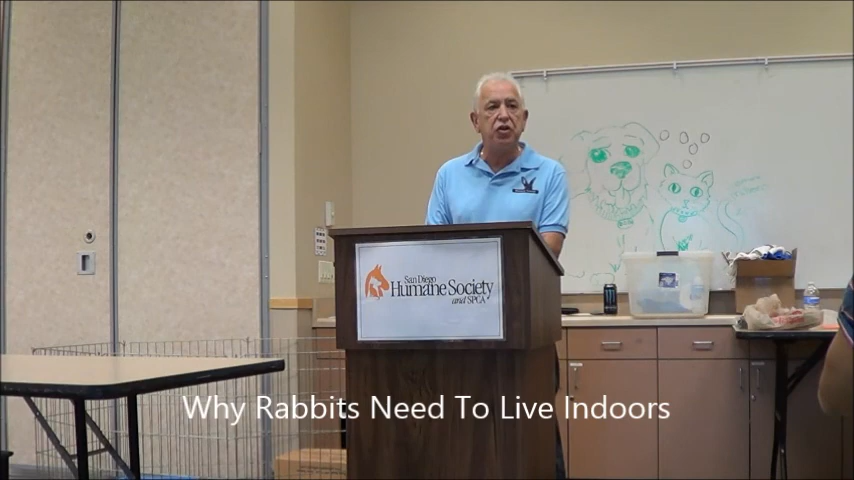 San Diego
Humane Society
and SPCA
Why Rabbits Need To Live Indoors